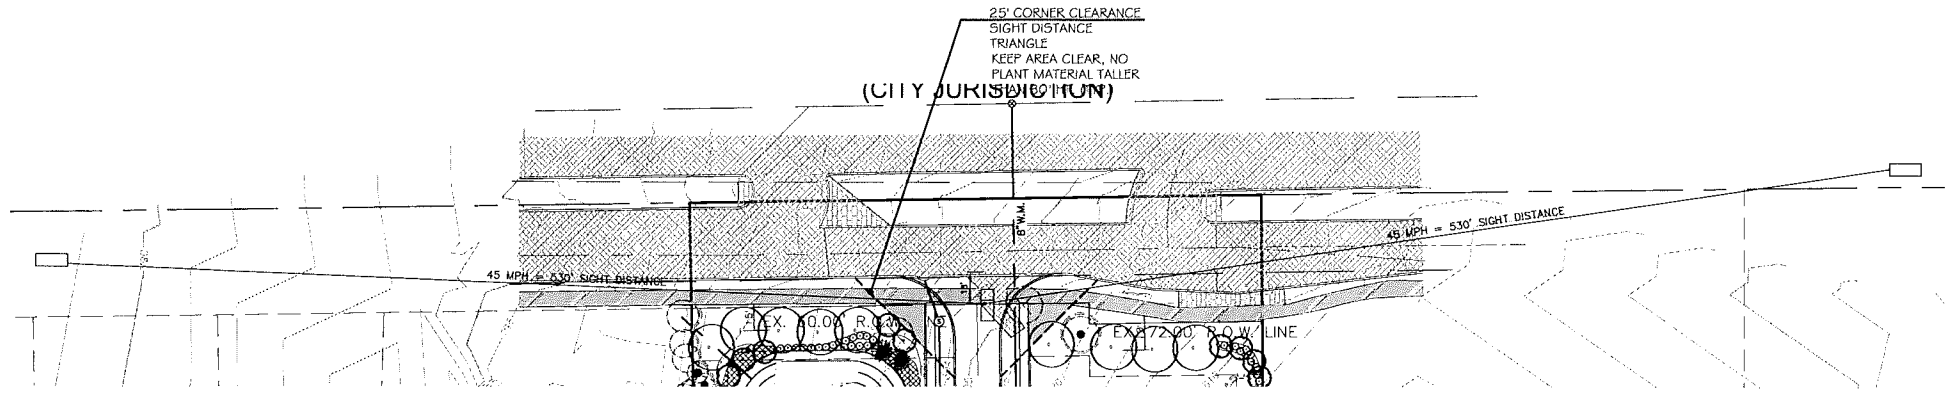 25' CORNER CLEARANCE
SIGHT DISTANCE
TRIANGLE
KEEP AREA CLEAR, NO
PLANT MATERIAL TALLER
(CITY JURISDICTION)
8"W.M.
45 MPH = 530' SIGHT DISTANCE
45 MPH = 530' SIGHT DISTANCE
15'
EX. R.O.W.
EX. 72.00 R.O.W. LINE